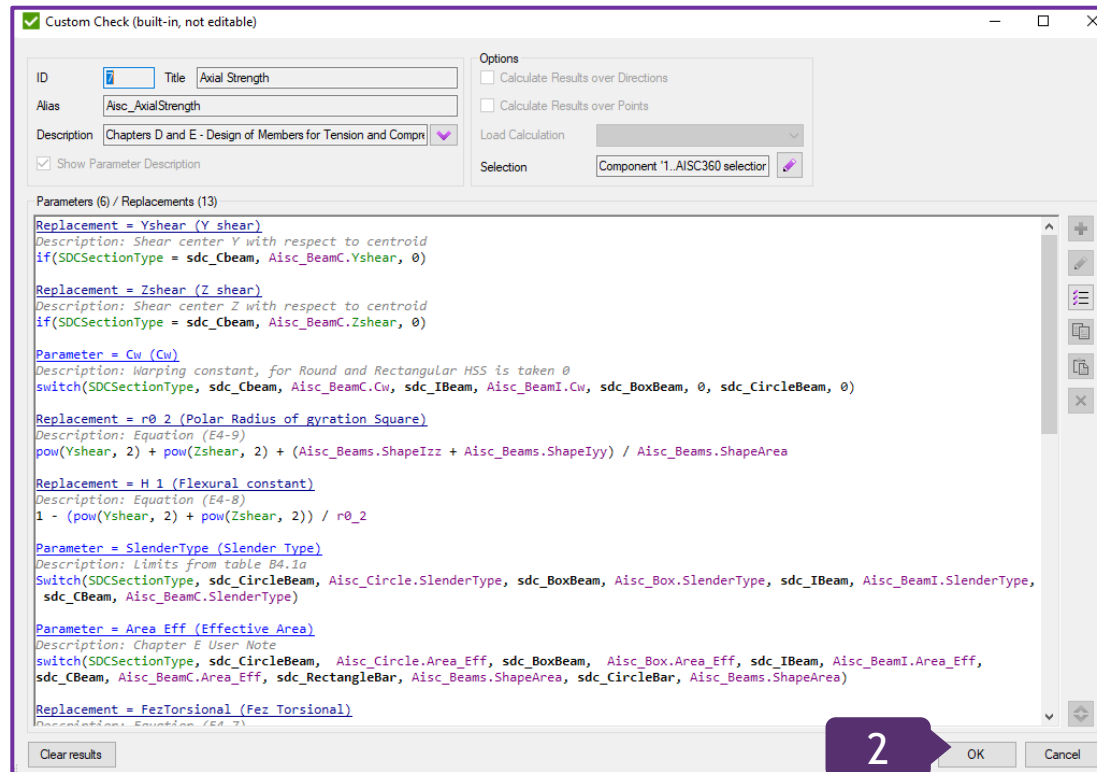 Custom Check (built-in, not editable)
ID 7 Title Axial Strength
Alias Aisc_AxialStrength
Description Chapters D and E - Design of Members for Tension and Compre
Show Parameter Description
Options
Calculate Results over Directions
Calculate Results over Points
Load Calculation
Selection Component '1..AISC360 selection
Parameters (6) / Replacements (13)
Replacement = Yshear (Y shear)
Description: Shear center Y with respect to centroid
if(SDCSectionType = sdc_Cbeam, Aisc_BeamC.Yshear, 0)
Replacement = Zshear (Z shear)
Description: Shear center Z with respect to centroid
if(SDCSectionType = sdc_Cbeam, Aisc_BeamC.Zshear, 0)
Parameter = Cw (Cw)
Description: Warping constant, for Round and Rectangular HSS is taken 0
switch(SDCSectionType, sdc_Cbeam, Aisc_BeamC.Cw, sdc_IBeam, Aisc_BeamI.Cw, sdc_BoxBeam, 0, sdc_CircleBeam, 0)
Replacement = r0_2 (Polar Radius of gyration Square)
Description: Equation (E4-9)
pow(Yshear, 2) + pow(Zshear, 2) + (Aisc_Beams.ShapeIzz + Aisc_Beams.ShapeIyy) / Aisc_Beams.ShapeArea
Replacement = H_1 (Flexural constant)
Description: Equation (E4-8)
1 - (pow(Yshear, 2) + pow(Zshear, 2)) / r0_2
Parameter = SlenderType (Slender Type)
Description: Limits from table B4.1a
Switch(SDCSectionType, sdc_CircleBeam, Aisc_Circle.SlenderType, sdc_BoxBeam, Aisc_Box.SlenderType, sdc_IBeam, Aisc_BeamI.SlenderType,
sdc_CBeam, Aisc_BeamC.SlenderType)
Parameter = Area_Eff (Effective Area)
Description: Chapter E User Note
switch(SDCSectionType, sdc_CircleBeam, Aisc_Circle.Area_Eff, sdc_BoxBeam, Aisc_Box.Area_Eff, sdc_IBeam, Aisc_BeamI.Area_Eff,
sdc_CBeam, Aisc_BeamC.Area_Eff, sdc_RectangleBar, Aisc_Beams.ShapeArea, sdc_CircleBar, Aisc_Beams.ShapeArea)
Replacement = FezTorsional (Fez Torsional)
Description: Equation (E4-7)
Clear results
2
OK
Cancel